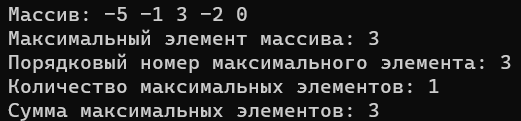 Массив: -5 -1 3 -2 0
Максимальный элемент массива: 3
Порядковый номер максимального элемента: 3
Количество максимальных элементов: 1
Сумма максимальных элементов: 3